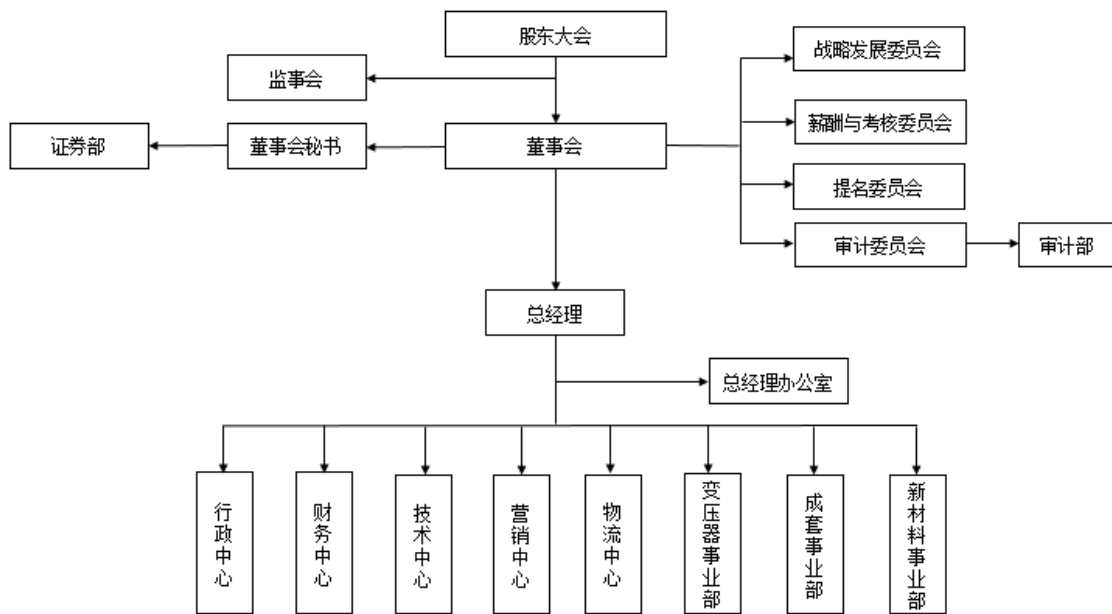 股东大会
战略发展委员会
监事会
薪酬与考核委员会
证券部
董事会秘书
董事会
提名委员会
审计委员会
审计部
总经理
总经理办公室
行政中心
财务中心
技术中心
营销中心
物流中心
变压器事业部
成套事业部
新材料事业部